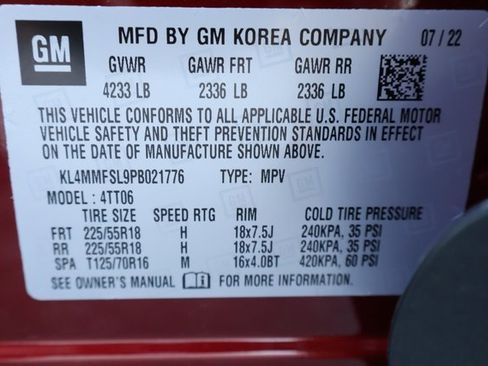 GM MFD BY GM KOREA COMPANY 07/22
GVWR GAWR FRT GAWR RR
4233 LB 2336 LB 2336 LB
THIS VEHICLE CONFORMS TO ALL APPLICABLE U.S. FEDERAL MOTOR
VEHICLE SAFETY AND THEFT PREVENTION STANDARDS IN EFFECT
ON THE DATE OF MANUFACTURE SHOWN ABOVE.
KL4MMFSL9PB021776 TYPE: MPV
MODEL: 4TT06
TIRE SIZE SPEED RTG RIM COLD TIRE PRESSURE
FRT 225/55R18 H 18x7.5J 240KPA, 35 PSI
RR 225/55R18 H 18x7.5J 240KPA, 35 PSI
SPA T125/70R16 M 16x4.0BT 420KPA, 60 PSI
SEE OWNER'S MANUAL FOR MORE INFORMATION.